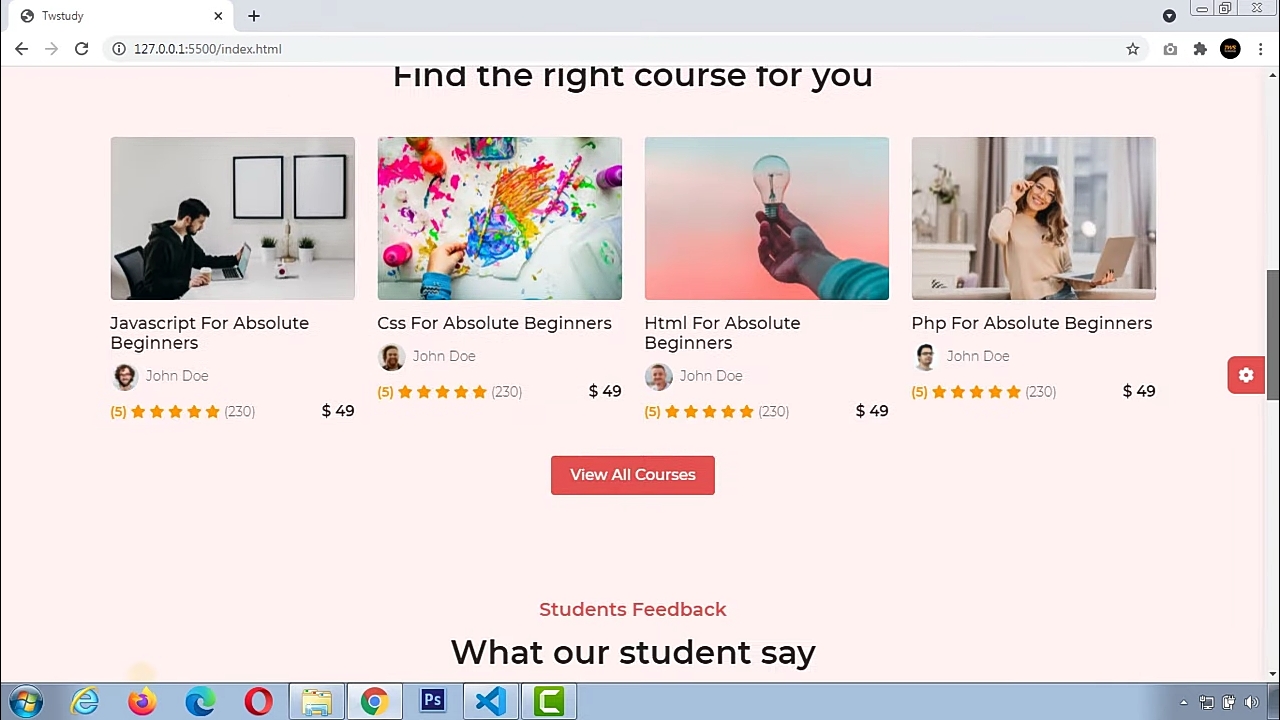 Twstudy
127.0.0.1:5500/index.html
Find the right course for you
Javascript For Absolute
Beginners
John Doe
(5) (230) $ 49
Css For Absolute Beginners
John Doe
(5) (230) $ 49
Html For Absolute
Beginners
John Doe
(5) (230) $ 49
Php For Absolute Beginners
John Doe
(5) (230) $ 49
View All Courses
Students Feedback
What our student say
Ps